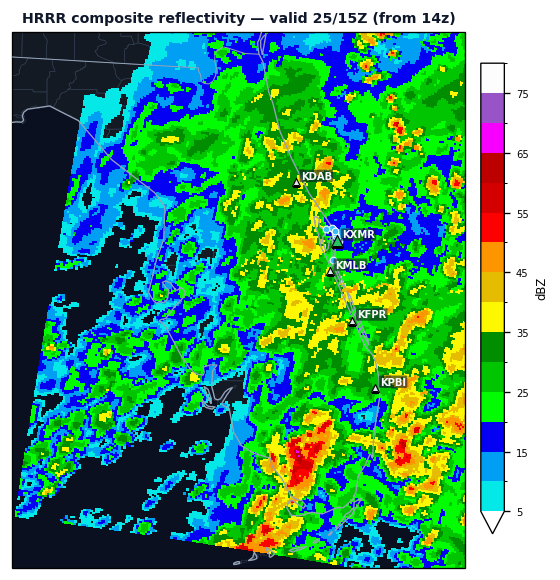 HRRR composite reflectivity — valid 25/15Z (from 14z)
KDAB
KXMR
KMLB
KFPR
KPBI
75
65
55
45
35
25
15
5
dBZ